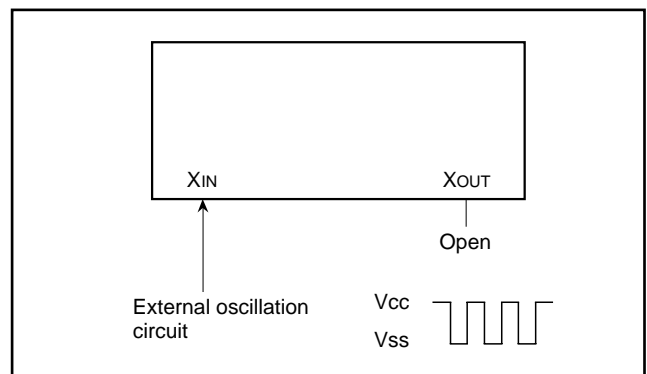 XIN XOUT
Open
External oscillation
circuit
Vcc
Vss